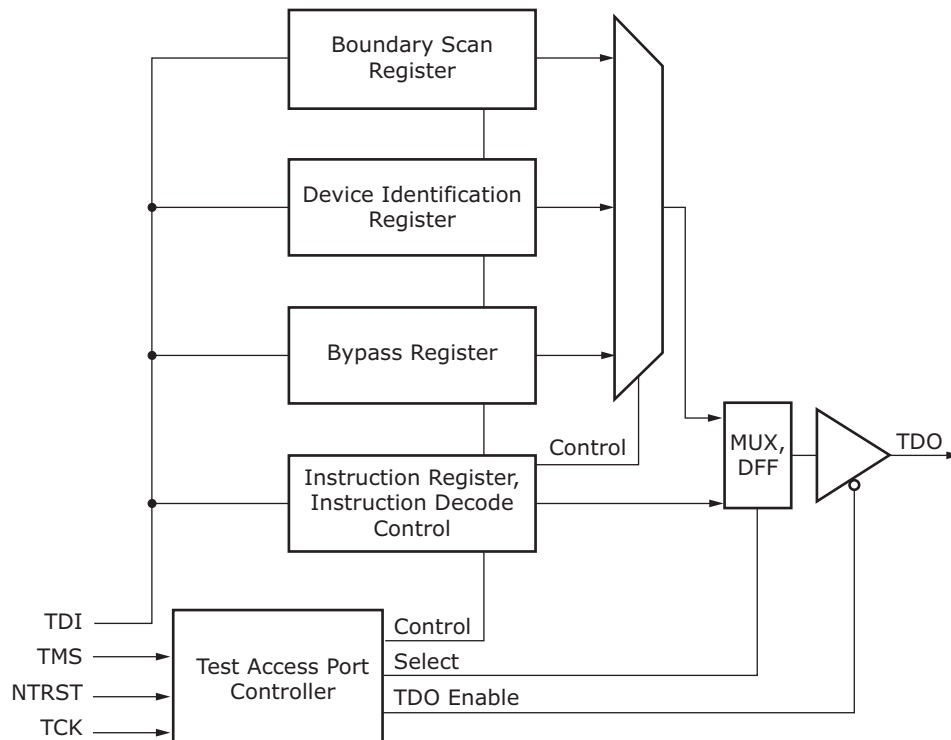 Boundary Scan
Register
Device Identification
Register
Bypass Register
Control
MUX,
DFF
TDO
Instruction Register,
Instruction Decode
Control
TDI
TMS
NTRST
TCK
Test Access Port
Controller
Control
Select
TDO Enable